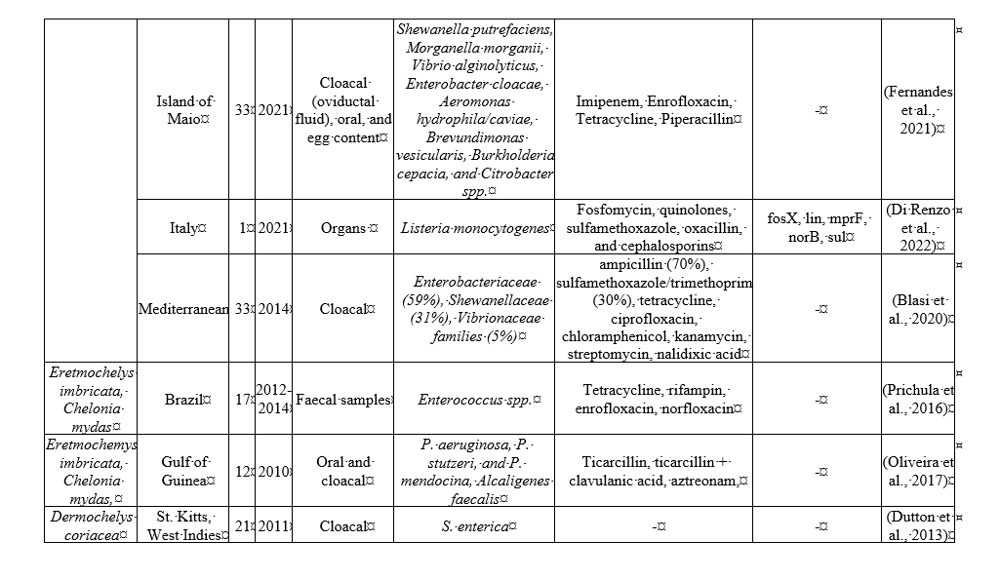 Island of Maio 33 2021 Cloacal (oviductal fluid), oral, and egg content Shewanella putrefaciens, Morganella morganii, Vibrio alginolyticus, Enterobacter cloacae, Aeromonas hydrophila/caviae, Brevundimonas vesicularis, Burkholderia cepacia, and Citrobacter spp. Imipenem, Enrofloxacin, Tetracycline, Piperacillin - (Fernandes et al., 2021)
Italy 1 2021 Organs Listeria monocytogenes Fosfomycin, quinolones, sulfamethoxazole, oxacillin, and cephalosporins fosX, lin, mprF, norB, sul (Di Renzo et al., 2022)
Mediterranean 33 2014 Cloacal Enterobacteriaceae (59%), Shewanellaceae (31%), Vibrionaceae families (5%) ampicillin (70%), sulfamethoxazole/trimethoprim (30%), tetracycline, ciprofloxacin, chloramphenicol, kanamycin, streptomycin, nalidixic acid - (Blasi et al., 2020)
Eretmochelys imbricata, Chelonia mydas Brazil 17 2012-2014 Faecal samples Enterococcus spp. Tetracycline, rifampin, enrofloxacin, norfloxacin - (Prichula et al., 2016)
Eretmochemys imbricata, Chelonia mydas, Gulf of Guinea 12 2010 Oral and cloacal P. aeruginosa, P. stutzeri, and P. mendocina, Alcaligenes faecalis Ticarcillin, ticarcillin + clavulanic acid, aztreonam, - (Oliveira et al., 2017)
Dermochelys coriacea St. Kitts, West Indies 21 2011 Cloacal S. enterica - - (Dutton et al., 2013)